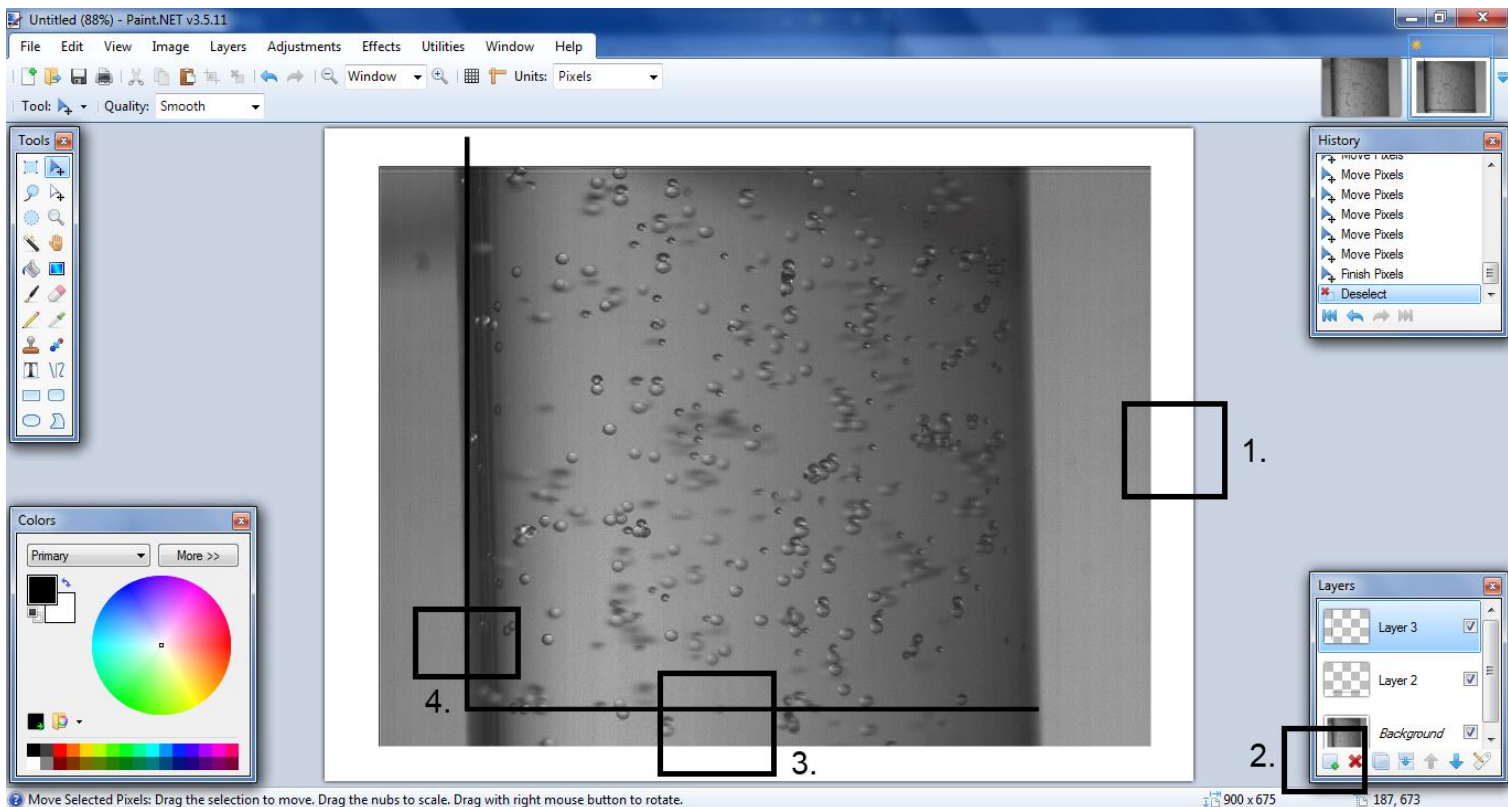 Untitled (88%) - Paint.NET v3.5.11
File Edit View Image Layers Adjustments Effects Utilities Window Help
Window Units: Pixels
Tool: Quality: Smooth
Tools
History
Move Pixels
Move Pixels
Move Pixels
Move Pixels
Move Pixels
Move Pixels
Finish Pixels
Deselect
1.
Colors
Primary More >>
Layers
Layer 3
Layer 2
Background
4.
3.
2.
Move Selected Pixels: Drag the selection to move. Drag the nubs to scale. Drag with right mouse button to rotate.
900 x 675
187, 673